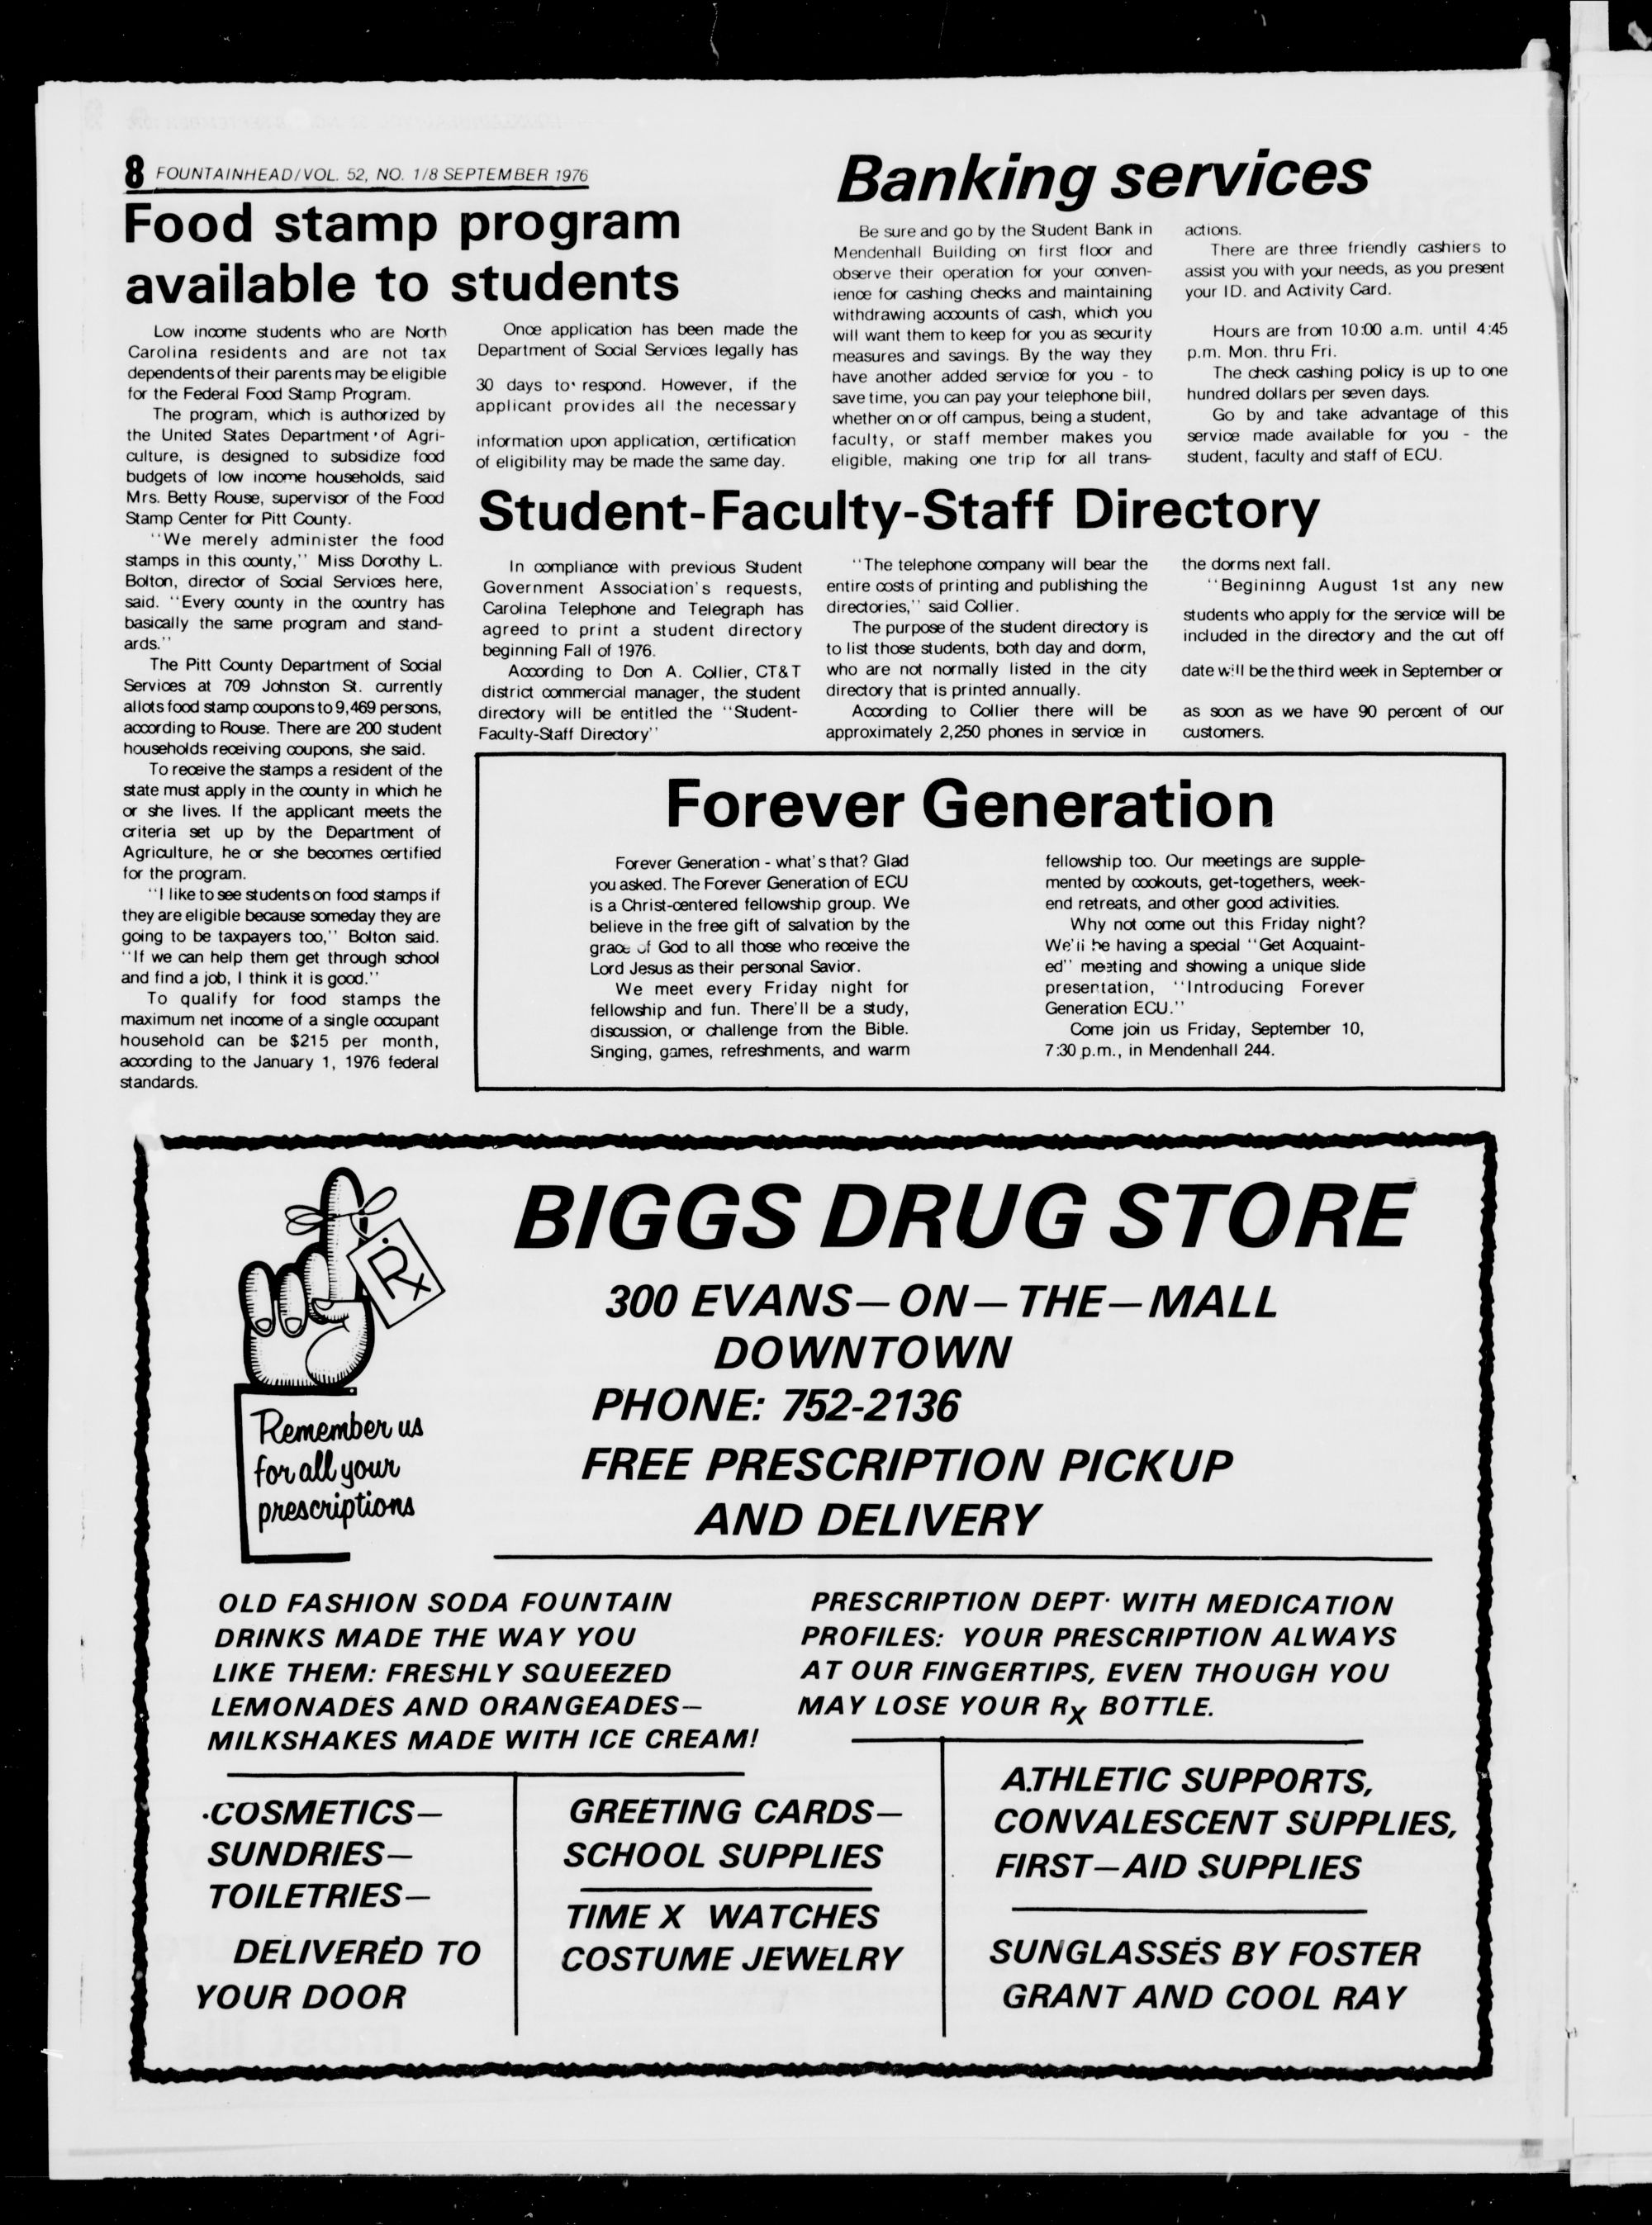 8 FOUNTAINHEAD/VOL. 52, NO. 1/8 SEPTEMBER 1976
Food stamp program
available to students
Low income students who are North
Carolina residents and are not tax
dependents of their parents may be eligible
for the Federal Food Stamp Program.
The program, which is authorized by
the United States Department of Agri-
culture, is designed to subsidize food
budgets of low income households, said
Mrs. Betty Rouse, supervisor of the Food
Stamp Center for Pitt County.
''We merely administer the food
stamps in this county,'' Miss Dorothy L.
Bolton, director of Social Services here,
said. ''Every county in the country has
basically the same program and stand-
ards.''
The Pitt County Department of Social
Services at 709 Johnston St. currently
allots food stamp coupons to 9,469 persons,
according to Rouse. There are 200 student
households receiving coupons, she said.
To receive the stamps a resident of the
state must apply in the county in which he
or she lives. If the applicant meets the
criteria set up by the Department of
Agriculture, he or she becomes certified
for the program.
''I like to see students on food stamps if
they are eligible because someday they are
going to be taxpayers too,'' Bolton said.
''If we can help them get through school
and find a job, I think it is good.''
To qualify for food stamps the
maximum net income of a single occupant
household can be $215 per month,
according to the January 1, 1976 federal
standards.
Once application has been made the
Department of Social Services legally has
30 days to respond. However, if the
applicant provides all the necessary
information upon application, certification
of eligibility may be made the same day.
Banking services
Be sure and go by the Student Bank in
Mendenhall Building on first floor and
observe their operation for your conven-
ience for cashing checks and maintaining
withdrawing accounts of cash, which you
will want them to keep for you as security
measures and savings. By the way they
have another added service for you - to
save time, you can pay your telephone bill,
whether on or off campus, being a student,
faculty, or staff member makes you
eligible, making one trip for all trans-
actions.
There are three friendly cashiers to
assist you with your needs, as you present
your ID. and Activity Card.
Hours are from 10:00 a.m. until 4:45
p.m. Mon. thru Fri.
The check cashing policy is up to one
hundred dollars per seven days.
Go by and take advantage of this
service made available for you - the
student, faculty and staff of ECU.
Student-Faculty-Staff Directory
In compliance with previous Student
Government Association's requests,
Carolina Telephone and Telegraph has
agreed to print a student directory
beginning Fall of 1976.
According to Don A. Collier, CT&T
district commercial manager, the student
directory will be entitled the ''Student-
Faculty-Staff Directory''
''The telephone company will bear the
entire costs of printing and publishing the
directories,'' said Collier.
The purpose of the student directory is
to list those students, both day and dorm,
who are not normally listed in the city
directory that is printed annually.
According to Collier there will be
approximately 2,250 phones in service in
the dorms next fall.
''Begininng August 1st any new
students who apply for the service will be
included in the directory and the cut off
date will be the third week in September or
as soon as we have 90 percent of our
customers.
Forever Generation
Forever Generation - what's that? Glad
you asked. The Forever Generation of ECU
is a Christ-centered fellowship group. We
believe in the free gift of salvation by the
grace of God to all those who receive the
Lord Jesus as their personal Savior.
We meet every Friday night for
fellowship and fun. There'll be a study,
discussion, or challenge from the Bible.
Singing, games, refreshments, and warm
fellowship too. Our meetings are supple-
mented by cookouts, get-togethers, week-
end retreats, and other good activities.
Why not come out this Friday night?
We'll be having a special ''Get Acquaint-
ed'' meeting and showing a unique slide
presentation, ''Introducing Forever
Generation ECU.''
Come join us Friday, September 10,
7:30 p.m., in Mendenhall 244.
Rx
Remember us
for all your
prescriptions
BIGGS DRUG STORE
300 EVANS—ON—THE—MALL
DOWNTOWN
PHONE: 752-2136
FREE PRESCRIPTION PICKUP
AND DELIVERY
OLD FASHION SODA FOUNTAIN
DRINKS MADE THE WAY YOU
LIKE THEM: FRESHLY SQUEEZED
LEMONADES AND ORANGEADES—
MILKSHAKES MADE WITH ICE CREAM!
PRESCRIPTION DEPT. WITH MEDICATION
PROFILES: YOUR PRESCRIPTION ALWAYS
AT OUR FINGERTIPS, EVEN THOUGH YOU
MAY LOSE YOUR Rx BOTTLE.
COSMETICS—
SUNDRIES—
TOILETRIES—
DELIVERED TO
YOUR DOOR
GREETING CARDS—
SCHOOL SUPPLIES
TIME X WATCHES
COSTUME JEWELRY
ATHLETIC SUPPORTS,
CONVALESCENT SUPPLIES,
FIRST—AID SUPPLIES
SUNGLASSES BY FOSTER
GRANT AND COOL RAY